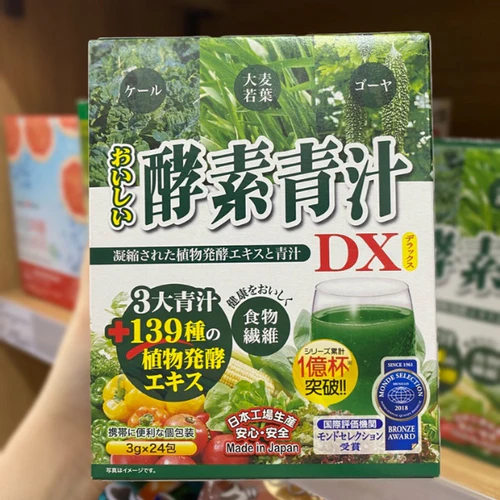 ケール
大麦
若葉
ゴーヤ
おいしい
酵素青汁
DX
デラックス
凝縮された植物発酵エキスと青汁
3大青汁
+139種の
植物発酵
エキス
健康をおいしく
食物
繊維
シリーズ累計
1億杯
突破!!
SINCE 1961
MONDE SELECTION
2018
BRONZE
AWARD
国際評価機関
モンドセレクション
受賞
日本工場生産
安心・安全
Made in Japan
携帯に便利な個包装
3g×24包
写真はイメージです。